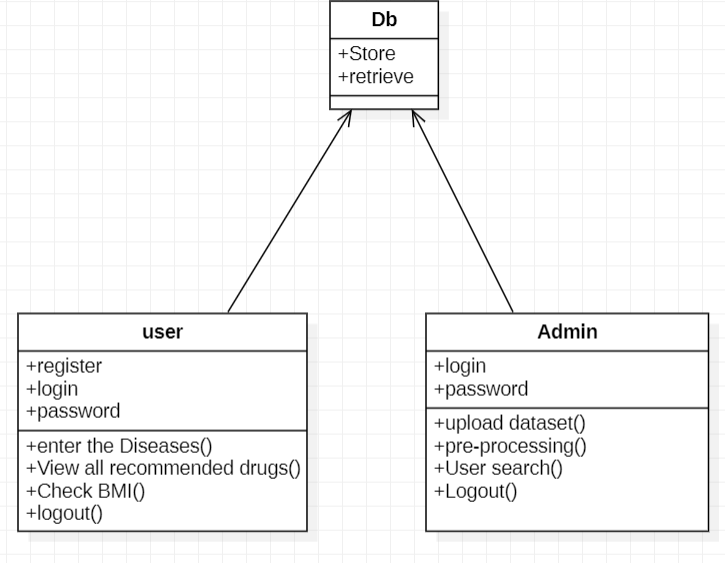 Db
+Store
+retrieve
user
+register
+login
+password
+enter the Diseases()
+View all recommended drugs()
+Check BMI()
+logout()
Admin
+login
+password
+upload dataset()
+pre-processing()
+User search()
+Logout()